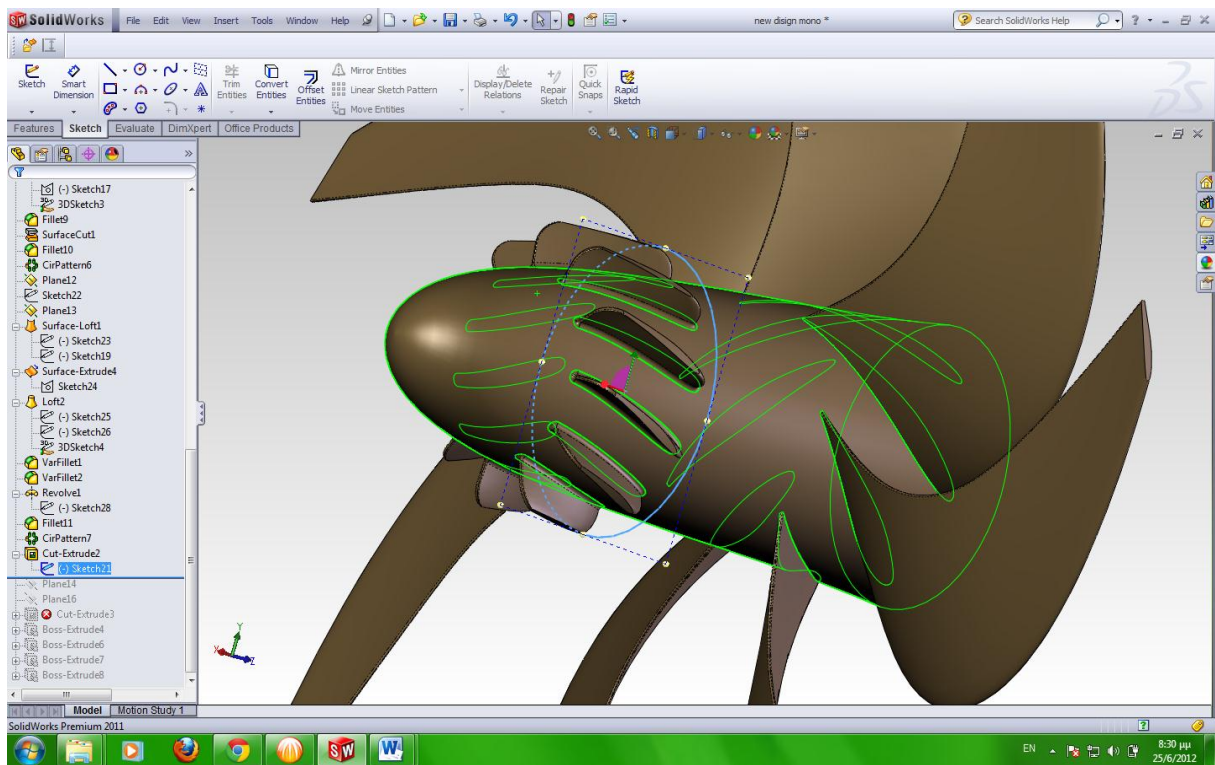 SolidWorks File Edit View Insert Tools Window Help new disign mono * Search SolidWorks Help
Sketch Smart Dimension Trim Entities Convert Entities Offset Entities Mirror Entities Linear Sketch Pattern Move Entities Display/Delete Relations Repair Sketch Quick Snaps Rapid Sketch
Features Sketch Evaluate DimXpert Office Products
(-) Sketch17
3DSketch3
Fillet9
SurfaceCut1
Fillet10
CirPattern6
Plane12
Sketch22
Plane13
Surface-Loft1
(-) Sketch23
(-) Sketch19
Surface-Extrude4
Sketch24
Loft2
(-) Sketch25
(-) Sketch26
3DSketch4
VarFillet1
VarFillet2
Revolve1
(-) Sketch28
Fillet11
CirPattern7
Cut-Extrude2
(-) Sketch21
Plane14
Plane16
Cut-Extrude3
Boss-Extrude4
Boss-Extrude6
Boss-Extrude7
Boss-Extrude8
Y
X Z
Model Motion Study 1
SolidWorks Premium 2011
EN 8:30 μμ
25/6/2012